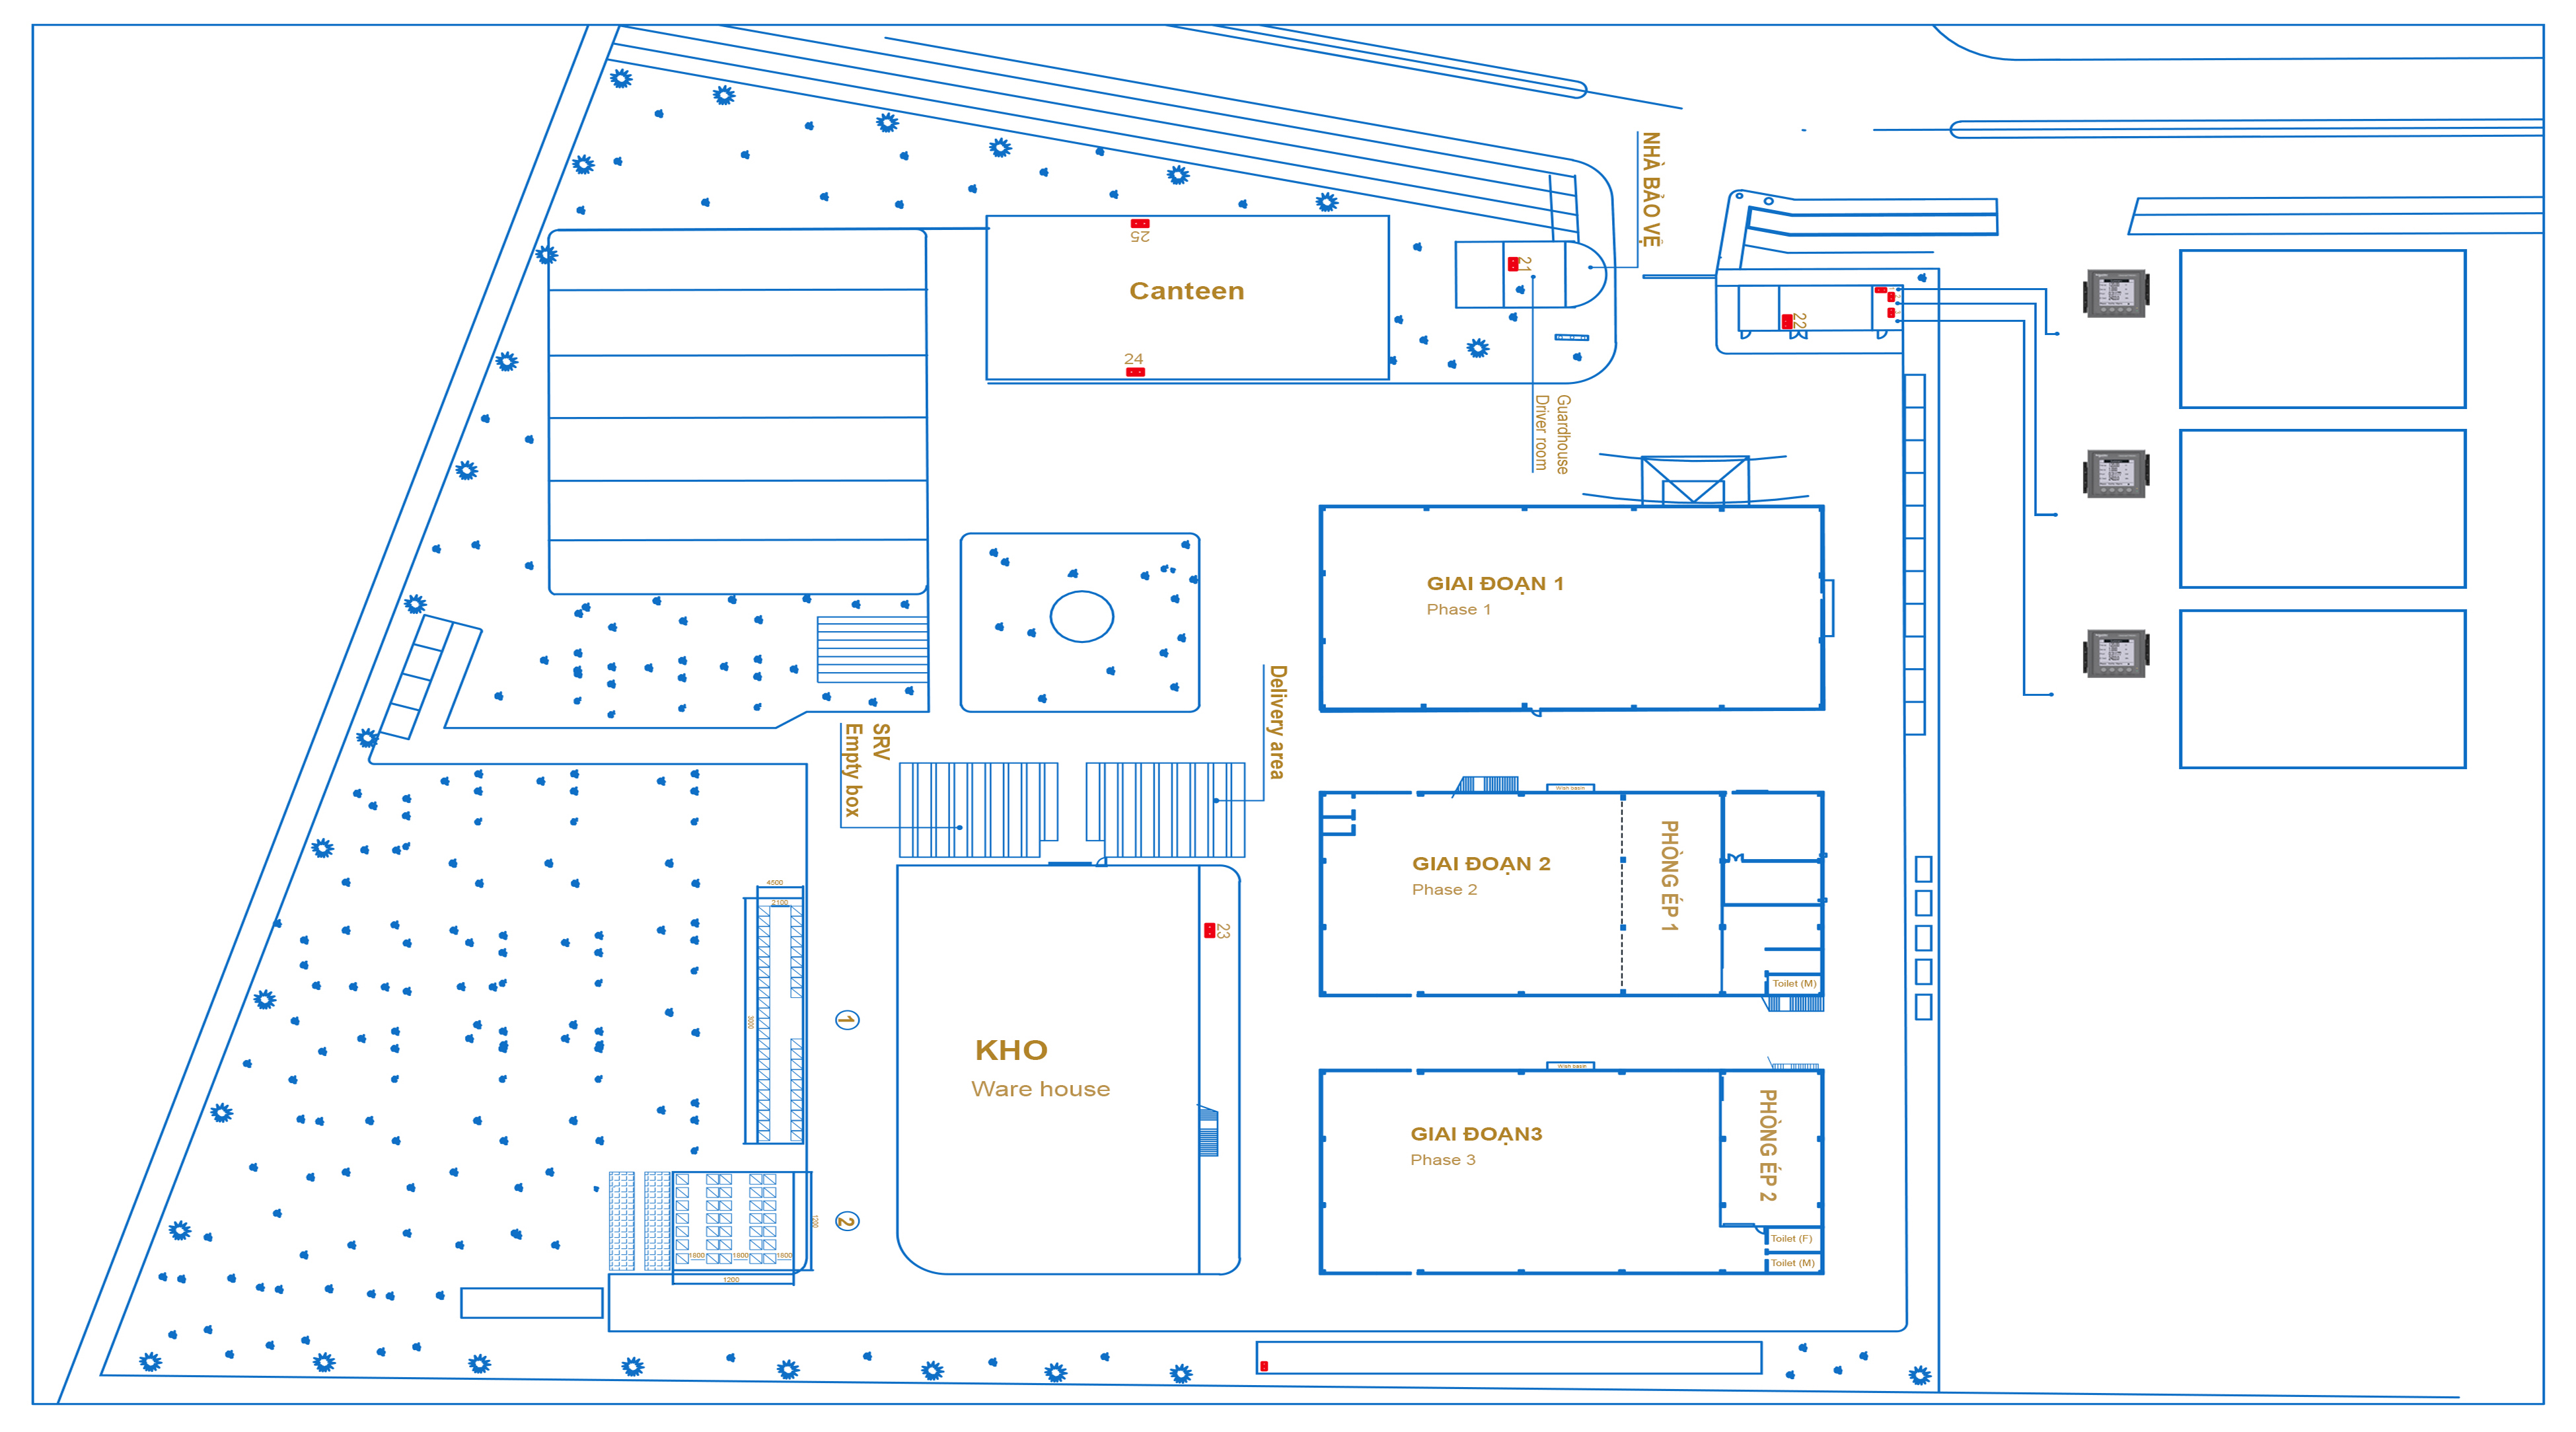 NHÀ BẢO VỆ
25
Canteen
21
24
22
Guardhouse
Driver room
GIAI ĐOẠN 1
Phase 1
Delivery area
SRV
Empty box
GIAI ĐOẠN 2
Phase 2
PHÒNG ÉP 1
Toilet (M)
4500
2100
3000
23
1
KHO
Ware house
GIAI ĐOẠN3
Phase 3
PHÒNG ÉP 2
Toilet (F)
Toilet (M)
2
1200
1800
1800
1800
1200